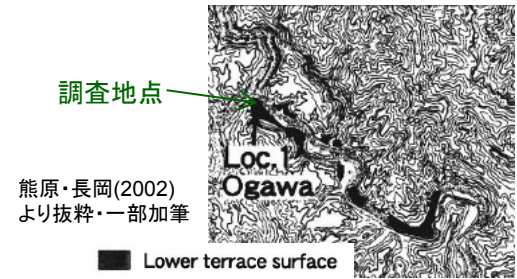 調査地点
Loc.1
Ogawa
熊原・長岡(2002)
より抜粋・一部加筆
Lower terrace surface